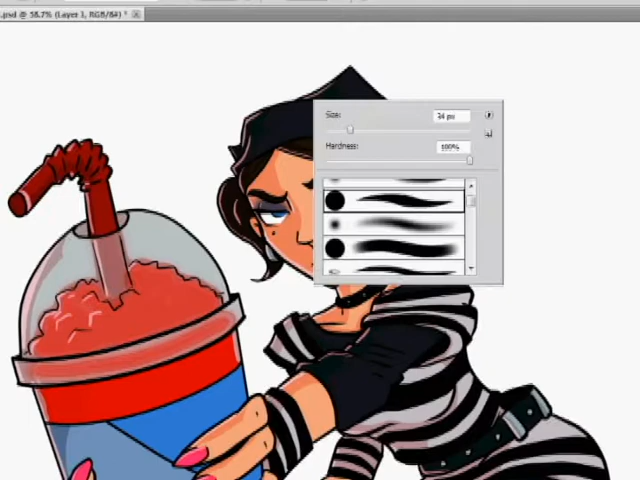 .psd @ 58.7% (Layer 1, RGB/8#) *
Size:
34 px
Hardness:
100%